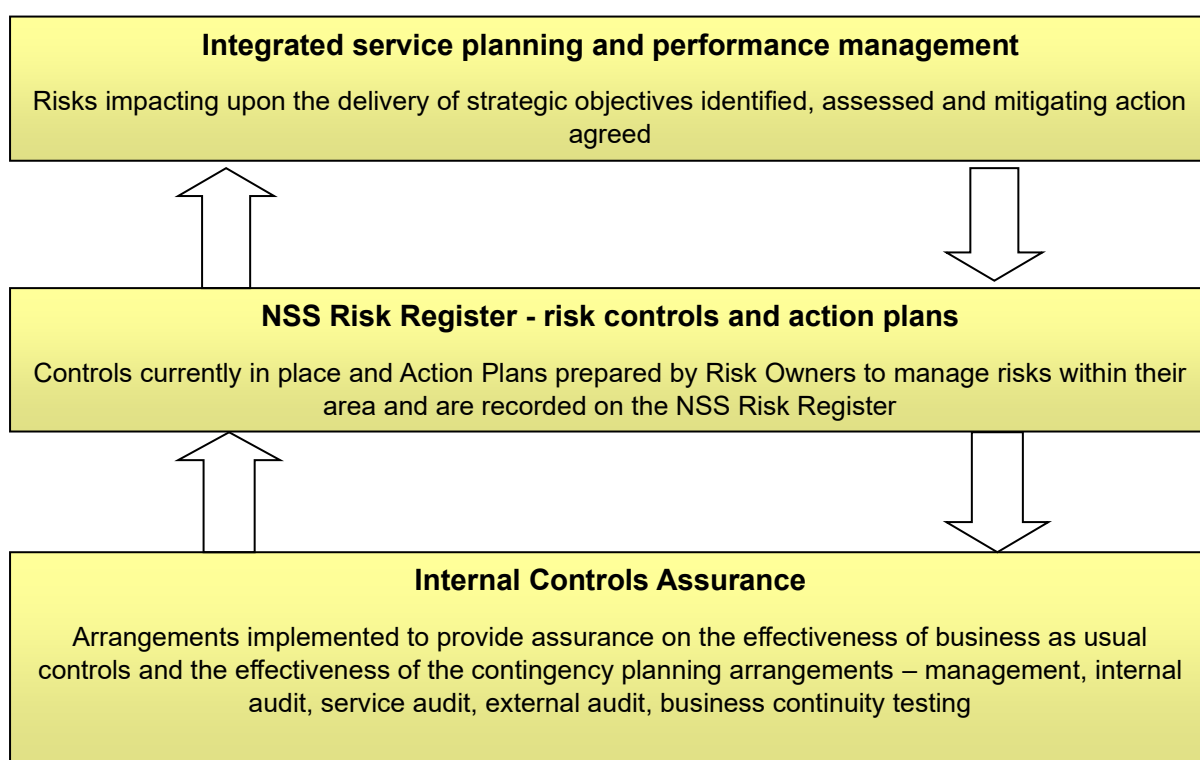 Integrated service planning and performance management
Risks impacting upon the delivery of strategic objectives identified, assessed and mitigating action
agreed
NSS Risk Register - risk controls and action plans
Controls currently in place and Action Plans prepared by Risk Owners to manage risks within their
area and are recorded on the NSS Risk Register
Internal Controls Assurance
Arrangements implemented to provide assurance on the effectiveness of business as usual
controls and the effectiveness of the contingency planning arrangements – management, internal
audit, service audit, external audit, business continuity testing